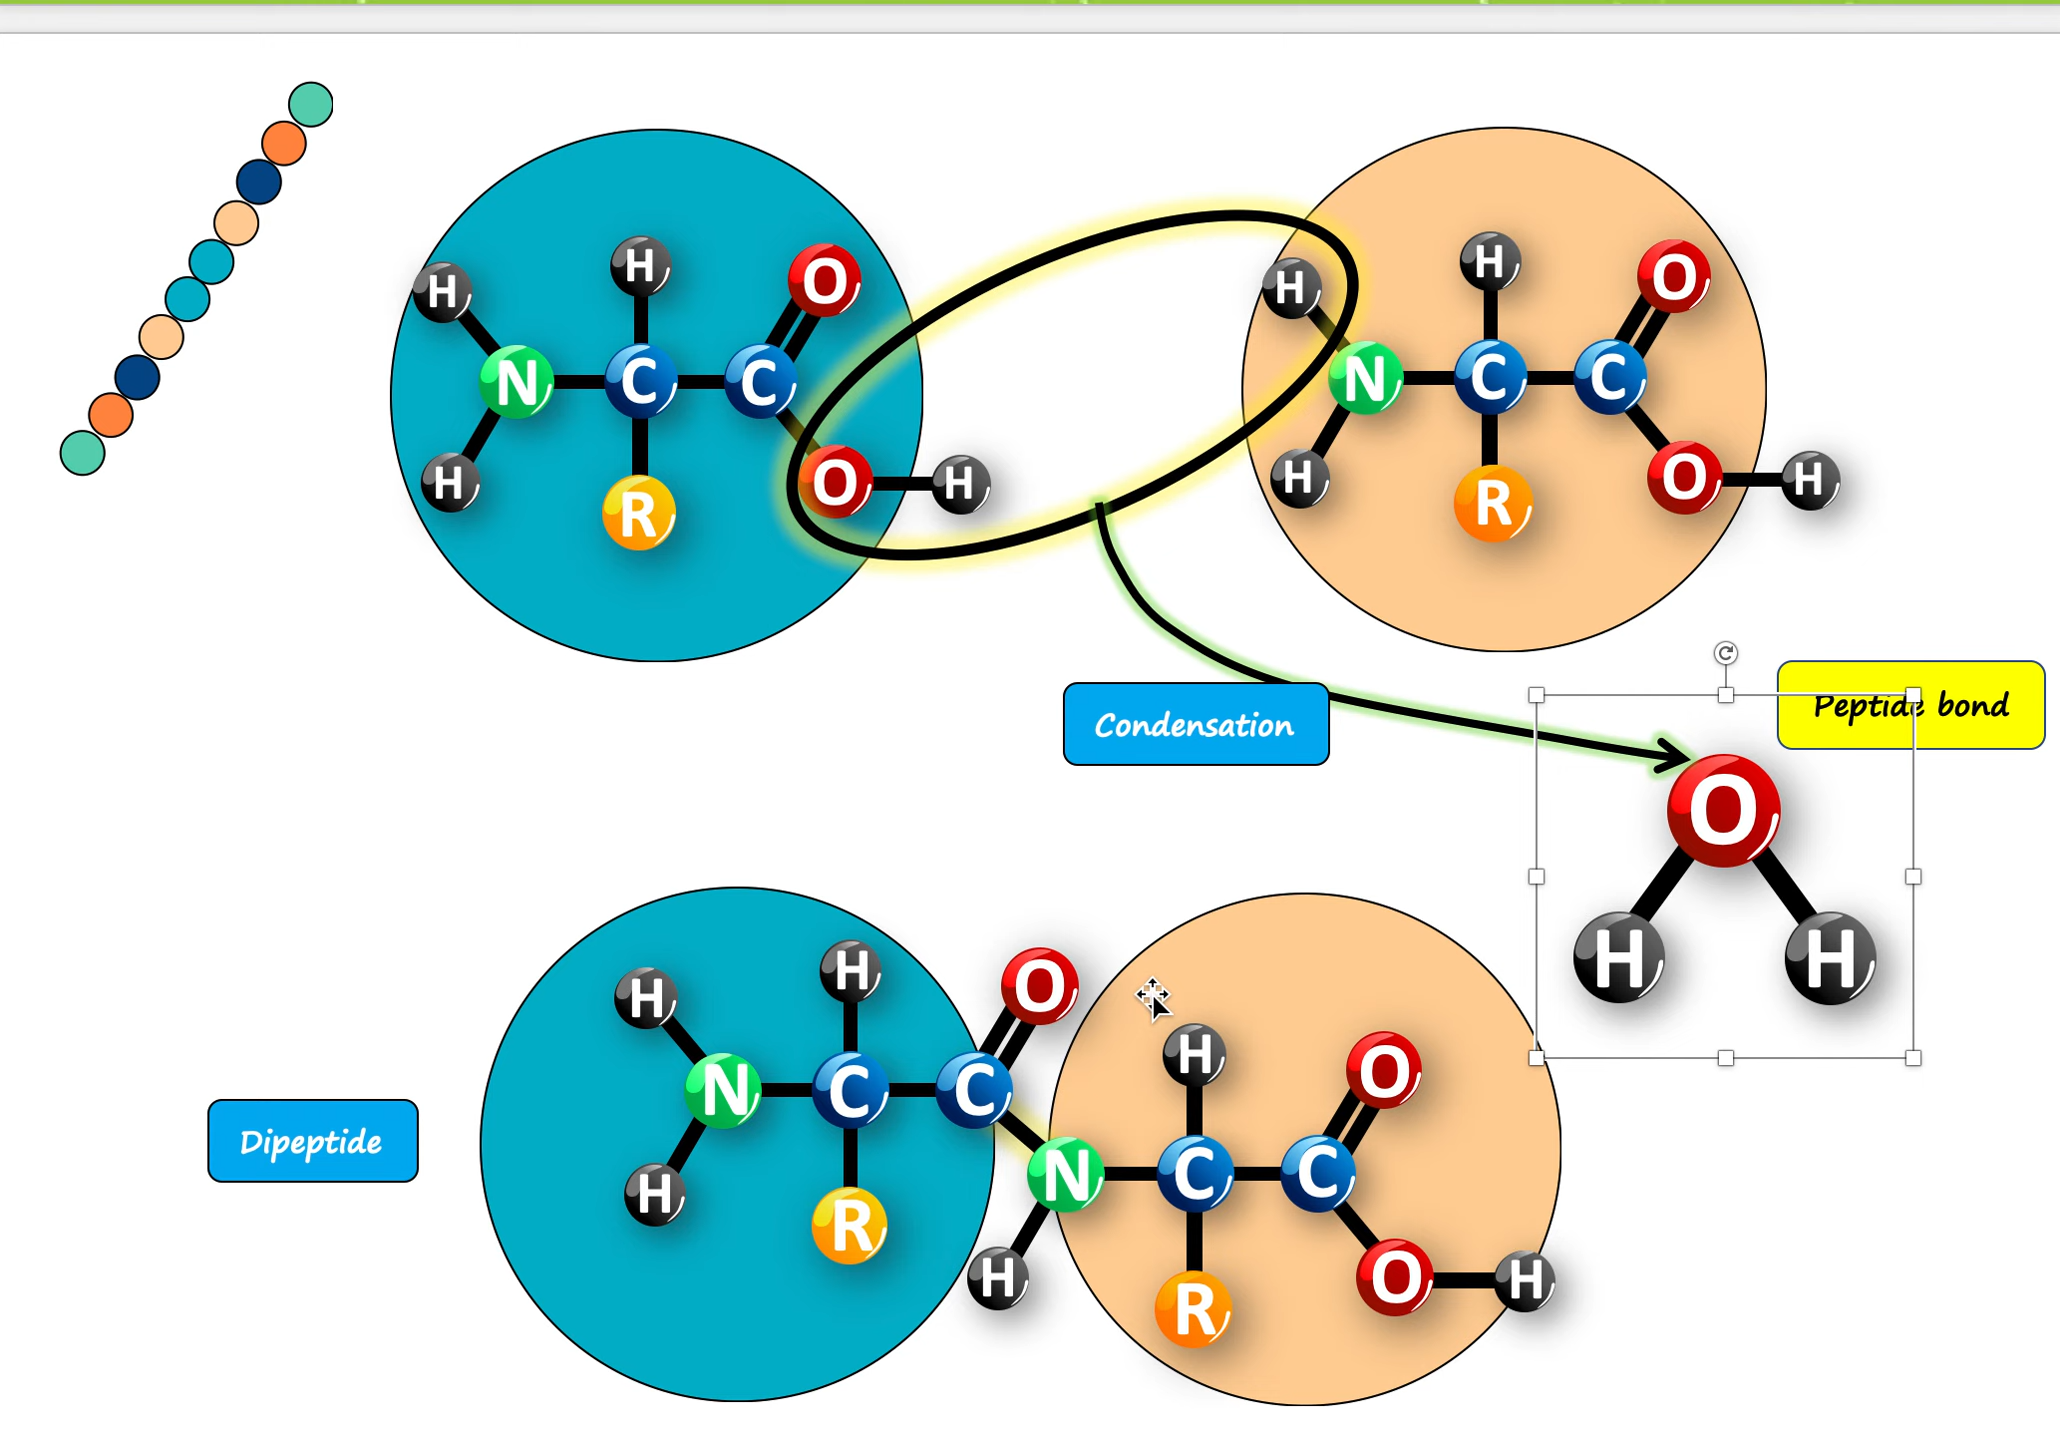 H H O H H O
N C C N C C
H R O H H R O H
Condensation
Peptide bond
O
H H
H H O
N C C
H R
H O
N C C
H R O H
Dipeptide